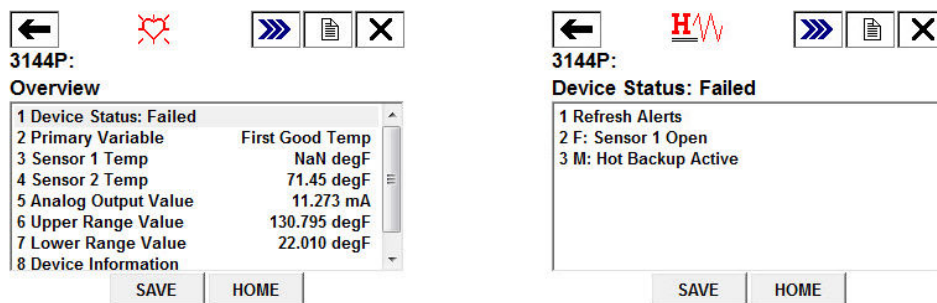 3144P:
Overview
1 Device Status: Failed
2 Primary Variable First Good Temp
3 Sensor 1 Temp NaN degF
4 Sensor 2 Temp 71.45 degF
5 Analog Output Value 11.273 mA
6 Upper Range Value 130.795 degF
7 Lower Range Value 22.010 degF
8 Device Information
SAVE HOME
H
3144P:
Device Status: Failed
1 Refresh Alerts
2 F: Sensor 1 Open
3 M: Hot Backup Active
SAVE HOME